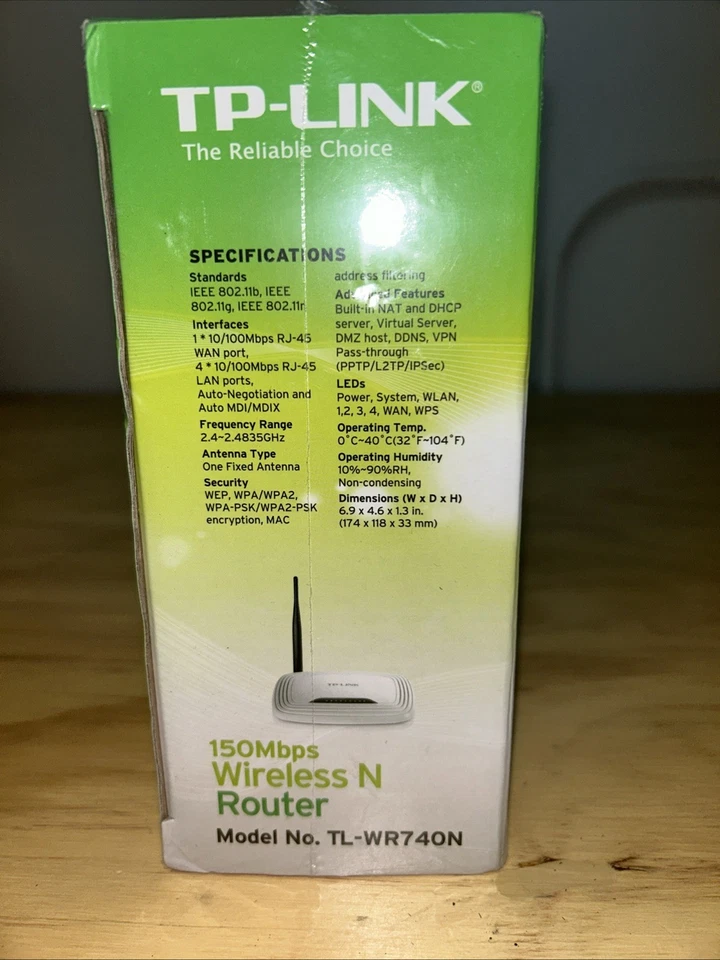 TP-LINK®
The Reliable Choice
SPECIFICATIONS
Standards
IEEE 802.11b, IEEE
802.11g, IEEE 802.11n
Interfaces
1 * 10/100Mbps RJ-45
WAN port,
4 * 10/100Mbps RJ-45
LAN ports,
Auto-Negotiation and
Auto MDI/MDIX
Frequency Range
2.4~2.4835GHz
Antenna Type
One Fixed Antenna
Security
WEP, WPA/WPA2,
WPA-PSK/WPA2-PSK
encryption, MAC
address filtering
Advanced Features
Built-in NAT and DHCP
server, Virtual Server,
DMZ host, DDNS, VPN
Pass-through
(PPTP/L2TP/IPSec)
LEDs
Power, System, WLAN,
1,2, 3, 4, WAN, WPS
Operating Temp.
0˚C~40˚C(32˚F~104˚F)
Operating Humidity
10%~90%RH,
Non-condensing
Dimensions (W x D x H)
6.9 x 4.6 x 1.3 in.
(174 x 118 x 33 mm)
TP-LINK
150Mbps
Wireless N
Router
Model No. TL-WR740N